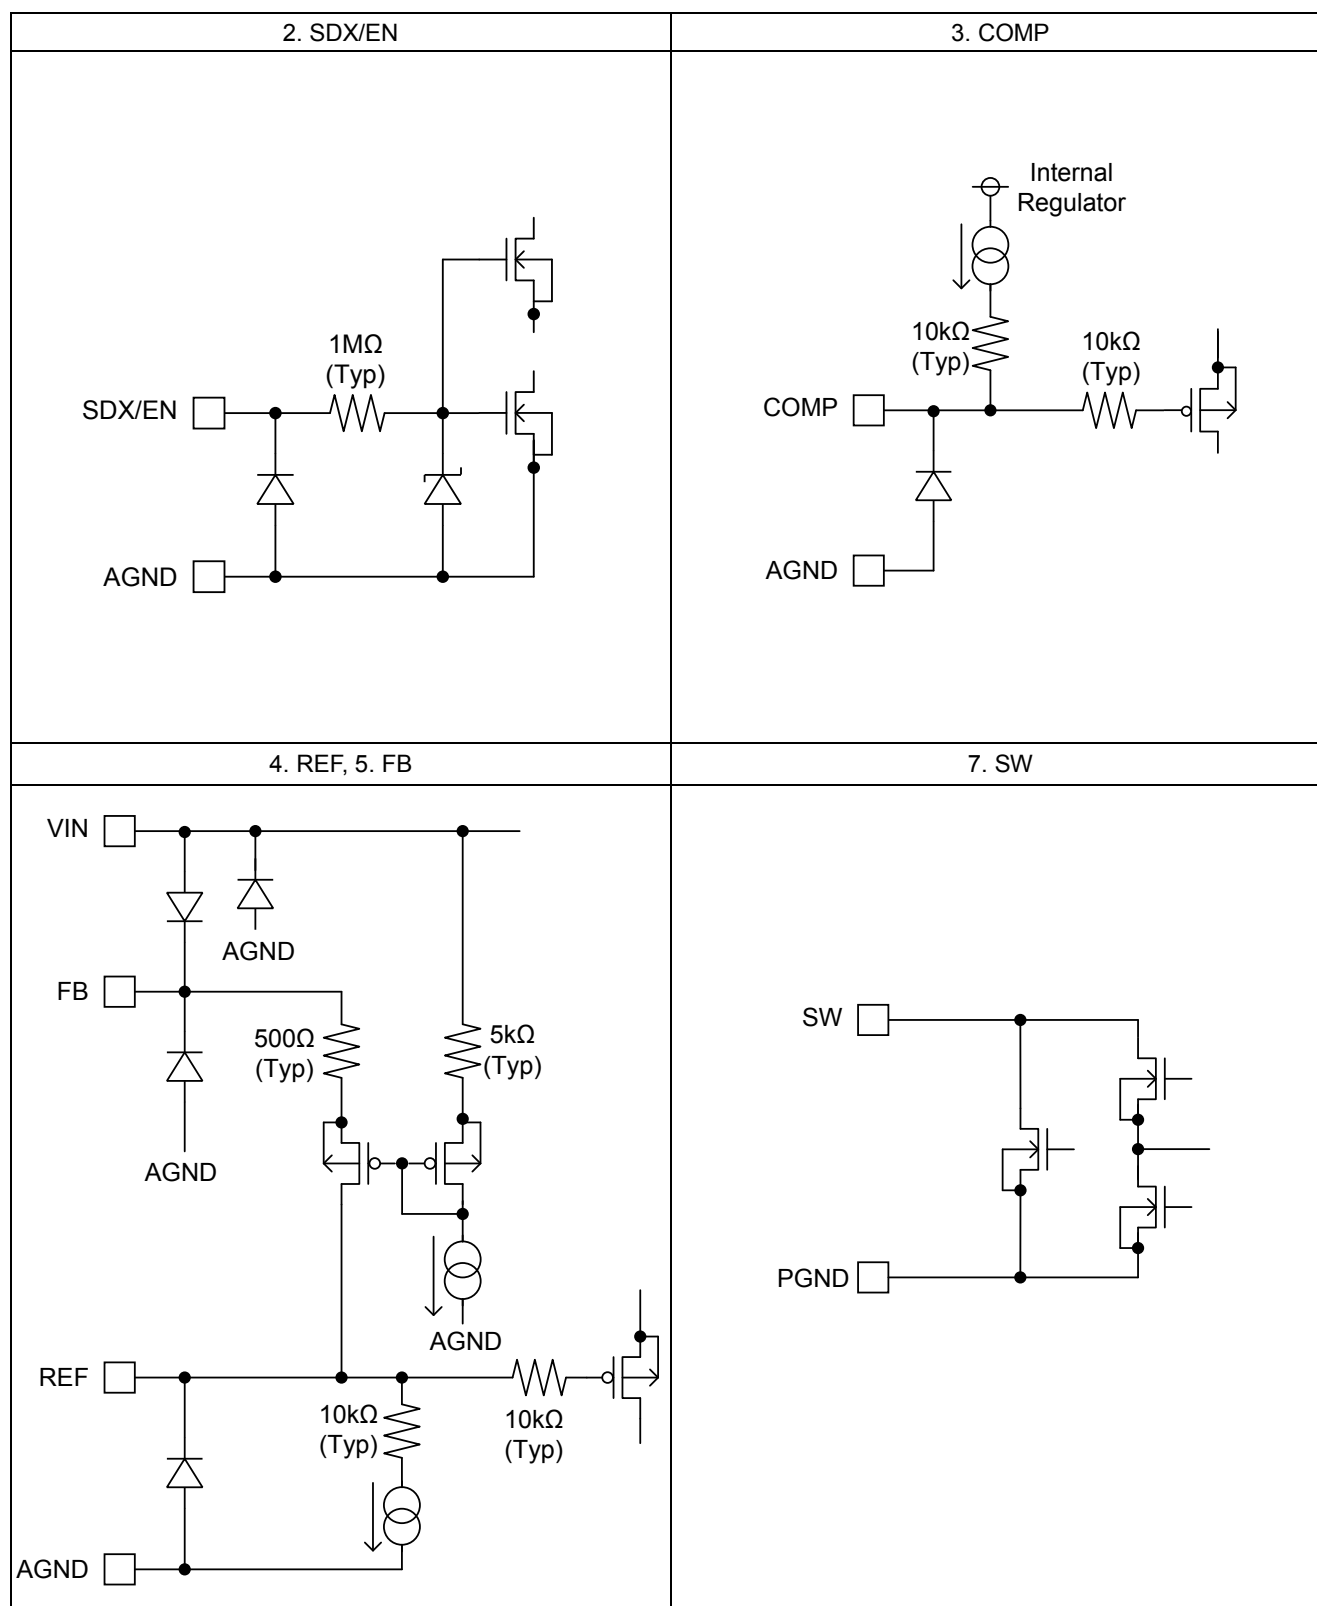 2. SDX/EN
3. COMP
1MΩ
(Typ)
SDX/EN
AGND
Internal
Regulator
10kΩ
(Typ)
10kΩ
(Typ)
COMP
AGND
4. REF, 5. FB
7. SW
VIN
AGND
FB
500Ω
(Typ)
5kΩ
(Typ)
AGND
AGND
REF
10kΩ
(Typ)
10kΩ
(Typ)
AGND
SW
PGND